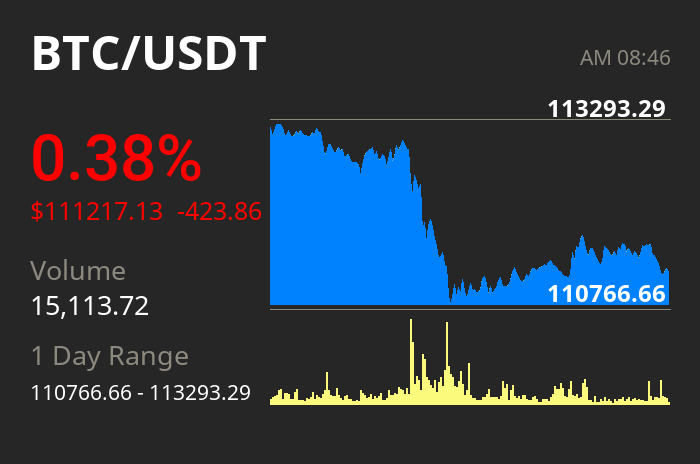 BTC/USDT
AM 08:46
113293.29
0.38%
$111217.13 -423.86
Volume
110766.66
15,113.72
1 Day Range
110766.66 - 113293.29